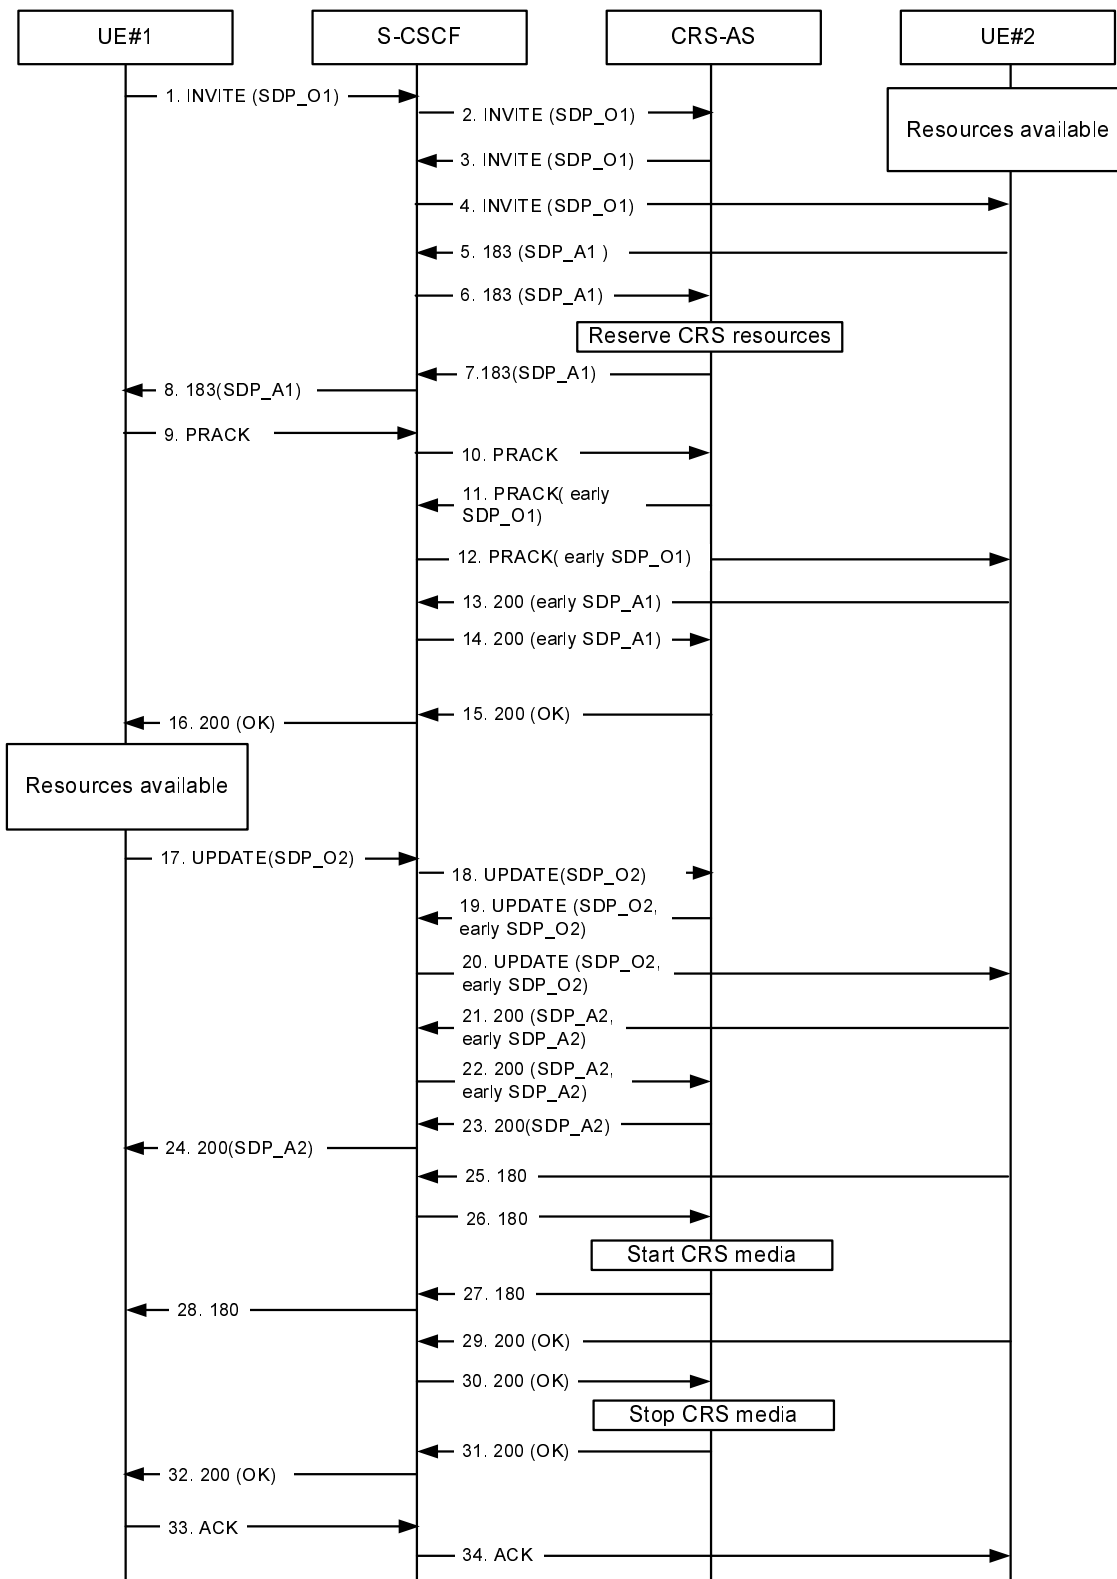 UE#1
S-CSCF
CRS-AS
UE#2
1. INVITE (SDP_O1)
Resources available
2. INVITE (SDP_O1)
3. INVITE (SDP_O1)
4. INVITE (SDP_O1)
5. 183 (SDP_A1 )
6. 183 (SDP_A1)
Reserve CRS resources
7.183(SDP_A1)
8. 183(SDP_A1)
9. PRACK
10. PRACK
11. PRACK( early
SDP_O1)
12. PRACK( early SDP_O1)
13. 200 (early SDP_A1)
14. 200 (early SDP_A1)
15. 200 (OK)
16. 200 (OK)
Resources available
17. UPDATE(SDP_O2)
18. UPDATE(SDP_O2)
19. UPDATE (SDP_O2,
early SDP_O2)
20. UPDATE (SDP_O2,
early SDP_O2)
21. 200 (SDP_A2,
early SDP_A2)
22. 200 (SDP_A2,
early SDP_A2)
23. 200(SDP_A2)
24. 200(SDP_A2)
25. 180
26. 180
Start CRS media
27. 180
28. 180
29. 200 (OK)
30. 200 (OK)
Stop CRS media
31. 200 (OK)
32. 200 (OK)
33. ACK
34. ACK